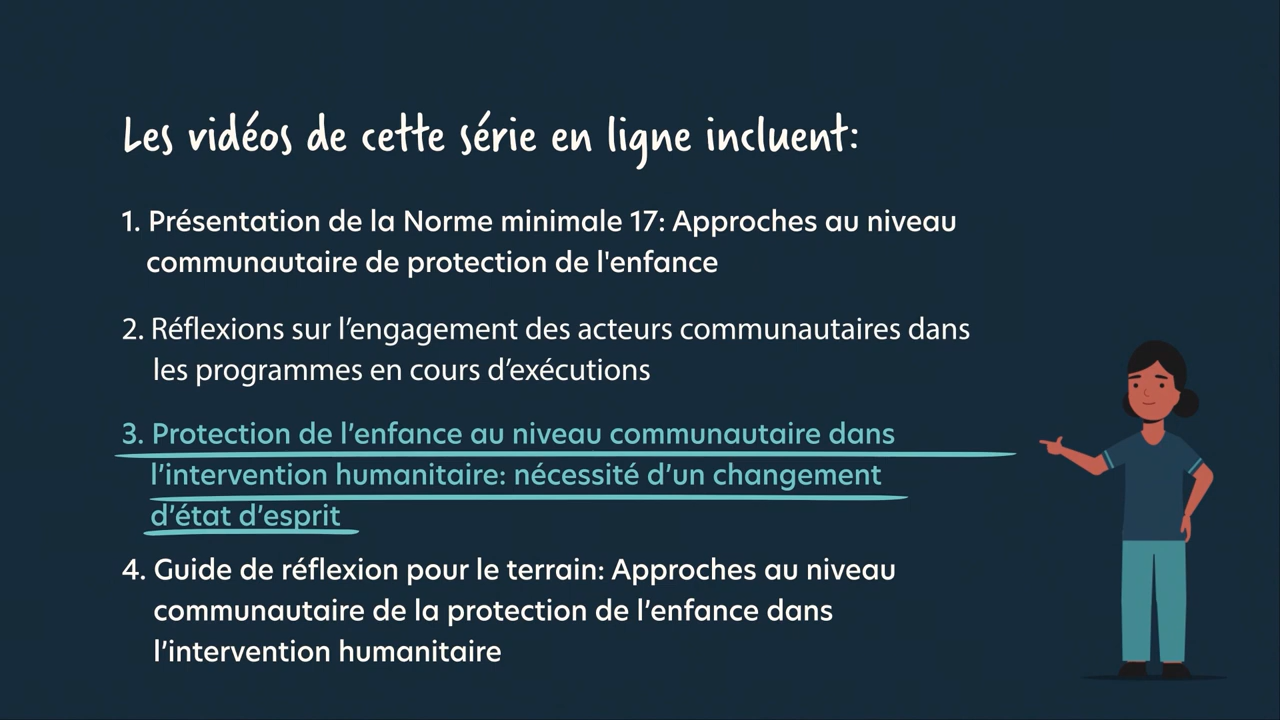 Les vidéos de cette série en ligne incluent:
1. Présentation de la Norme minimale 17: Approches au niveau
communautaire de protection de l'enfance
2. Réflexions sur l’engagement des acteurs communautaires dans
les programmes en cours d’exécutions
3. Protection de l’enfance au niveau communautaire dans
l’intervention humanitaire: nécessité d’un changement
d’état d’esprit
4. Guide de réflexion pour le terrain: Approches au niveau
communautaire de la protection de l’enfance dans
l’intervention humanitaire